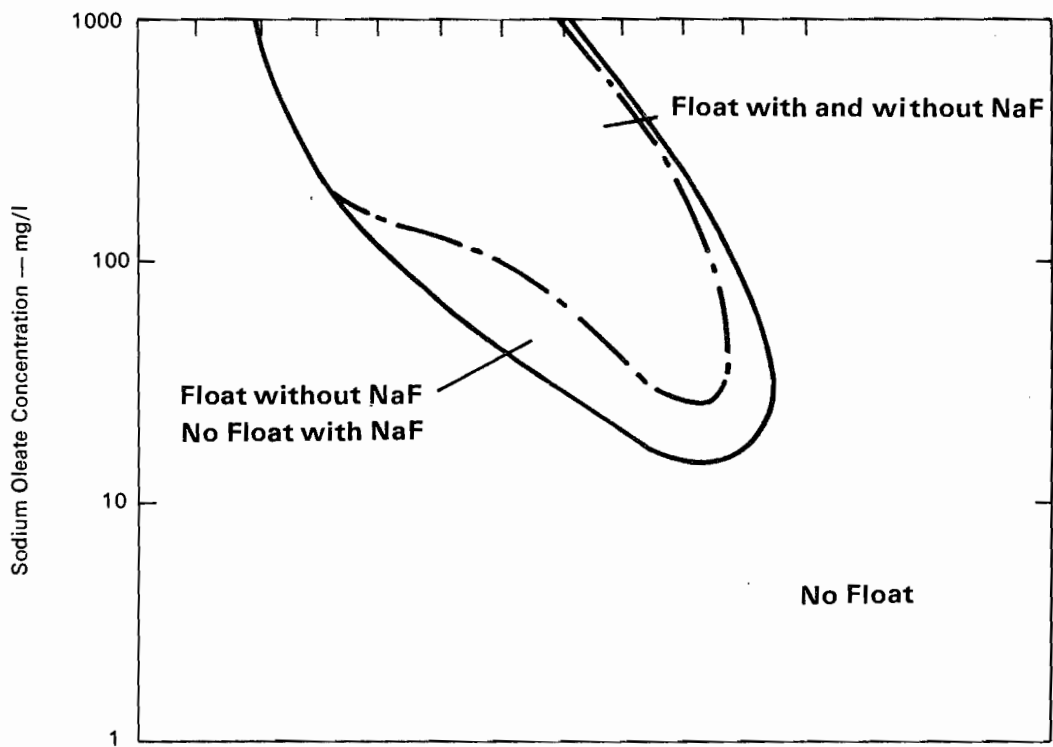 1000
Float with and without NaF
Sodium Oleate Concentration — mg/l
100
Float without NaF
No Float with NaF
10
No Float
1